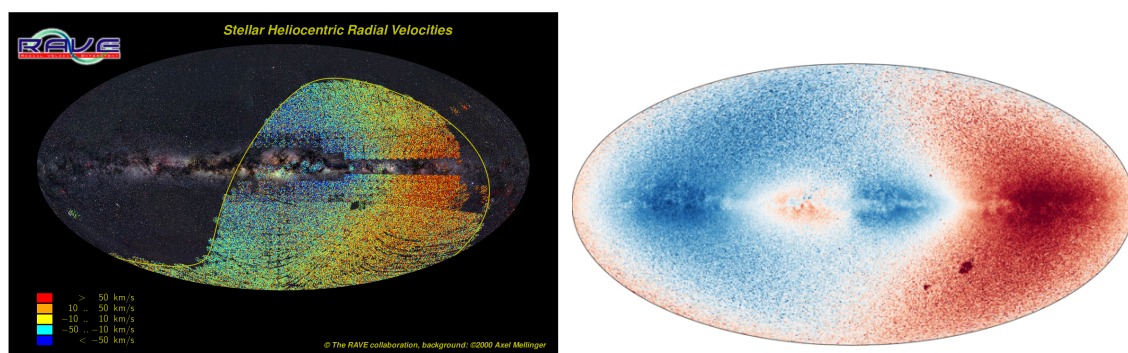 Stellar Heliocentric Radial Velocities
RAVE
> 50 km/s
10 .. 50 km/s
−10 .. 10 km/s
−50 .. −10 km/s
< −50 km/s
© The RAVE collaboration, background: ©2000 Axel Mellinger